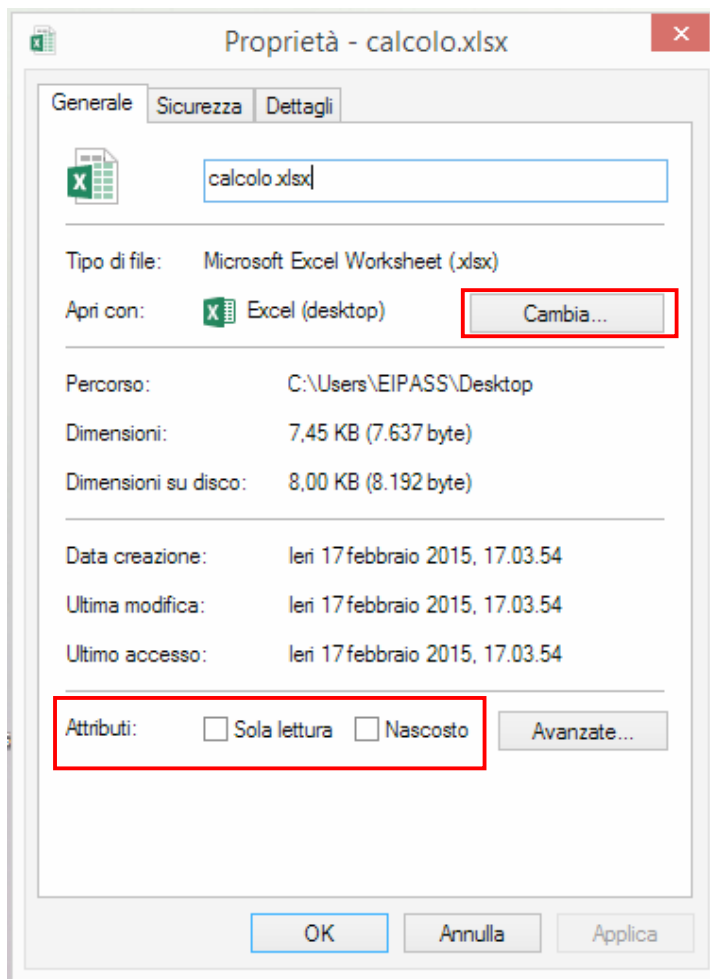 Proprietà - calcolo.xlsx
Generale Sicurezza Dettagli
calcolo.xlsx
Tipo di file: Microsoft Excel Worksheet (.xlsx)
Apri con: Excel (desktop) Cambia...
Percorso: C:\Users\EIPASS\Desktop
Dimensioni: 7,45 KB (7.637 byte)
Dimensioni su disco: 8,00 KB (8.192 byte)
Data creazione: Ieri 17 febbraio 2015, 17.03.54
Ultima modifica: Ieri 17 febbraio 2015, 17.03.54
Ultimo accesso: Ieri 17 febbraio 2015, 17.03.54
Attributi: Sola lettura Nascosto Avanzate...
OK Annulla Applica